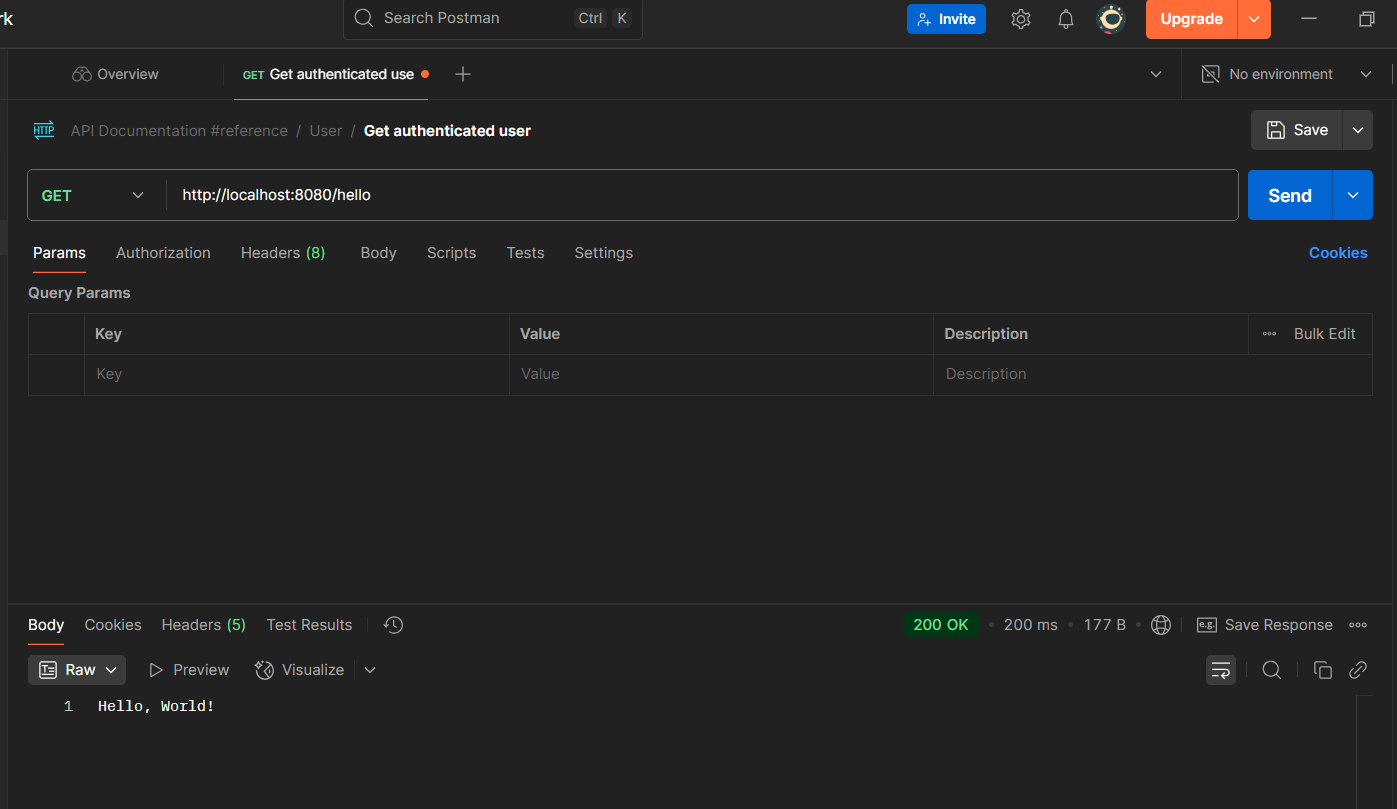 rk
Search Postman Ctrl K
Invite
Upgrade
Overview
GET Get authenticated use
No environment
HTTP API Documentation #reference / User / Get authenticated user
Save
GET http://localhost:8080/hello
Send
Params Authorization Headers (8) Body Scripts Tests Settings Cookies
Query Params
Key Value Description Bulk Edit
Key Value Description
Body Cookies Headers (5) Test Results 200 OK • 200 ms • 177 B • e.g. Save Response
Raw Preview Visualize
1 Hello, World!